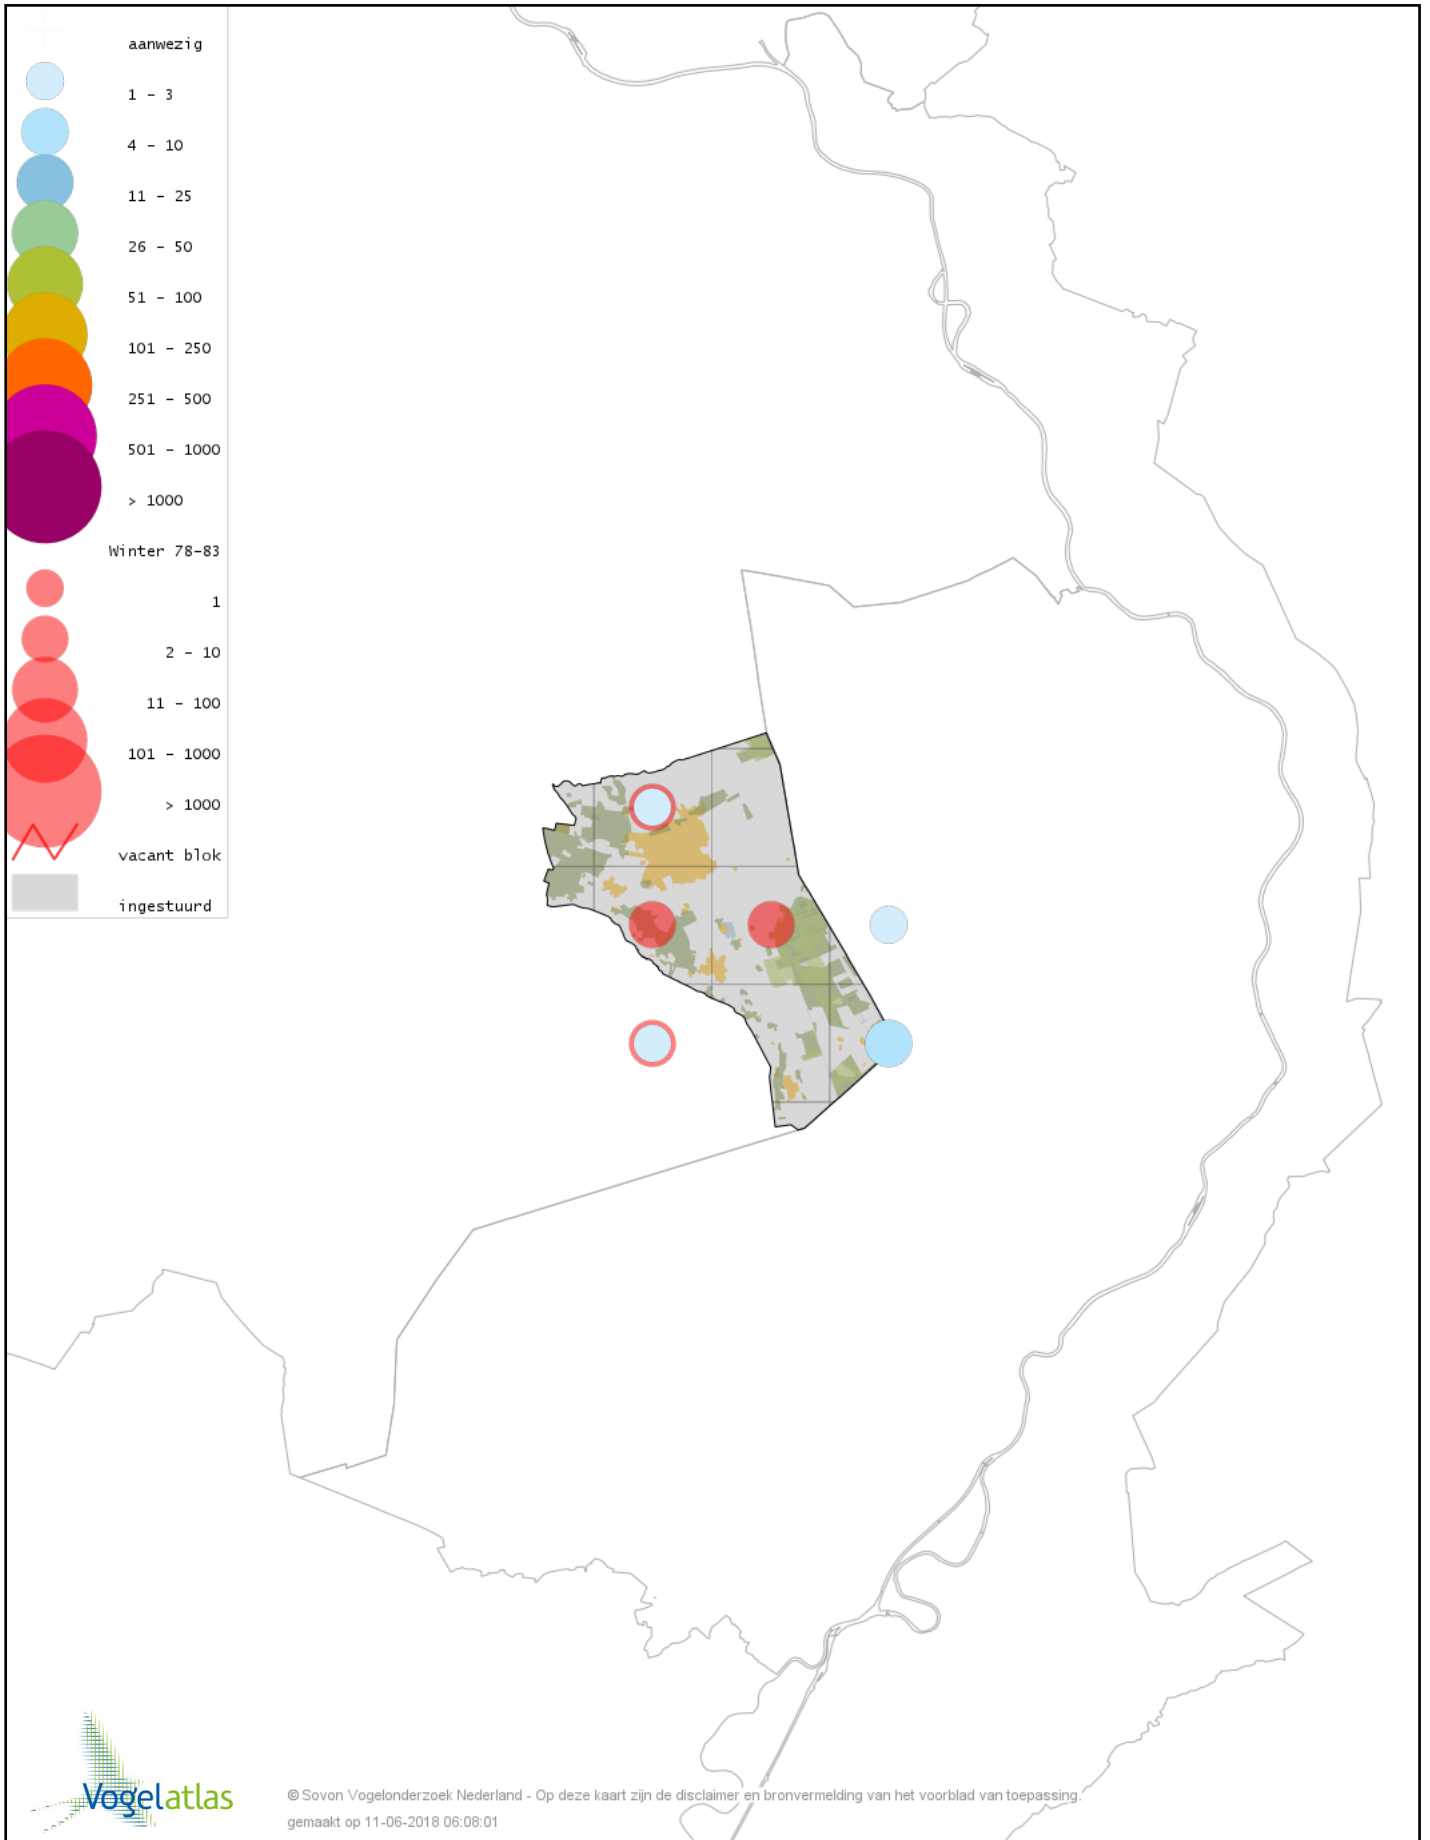 aanwezig
1 – 3
4 – 10
11 – 25
26 – 50
51 – 100
101 – 250
251 – 500
501 – 1000
> 1000
Winter 78–83
1
2 – 10
11 – 100
101 – 1000
> 1000
vacant blok
ingestuurd
Vogelatlas
© Sovon Vogelonderzoek Nederland - Op deze kaart zijn de disclaimer en bronvermelding van het voorblad van toepassing.
gemaakt op 11-06-2018 06:08:01